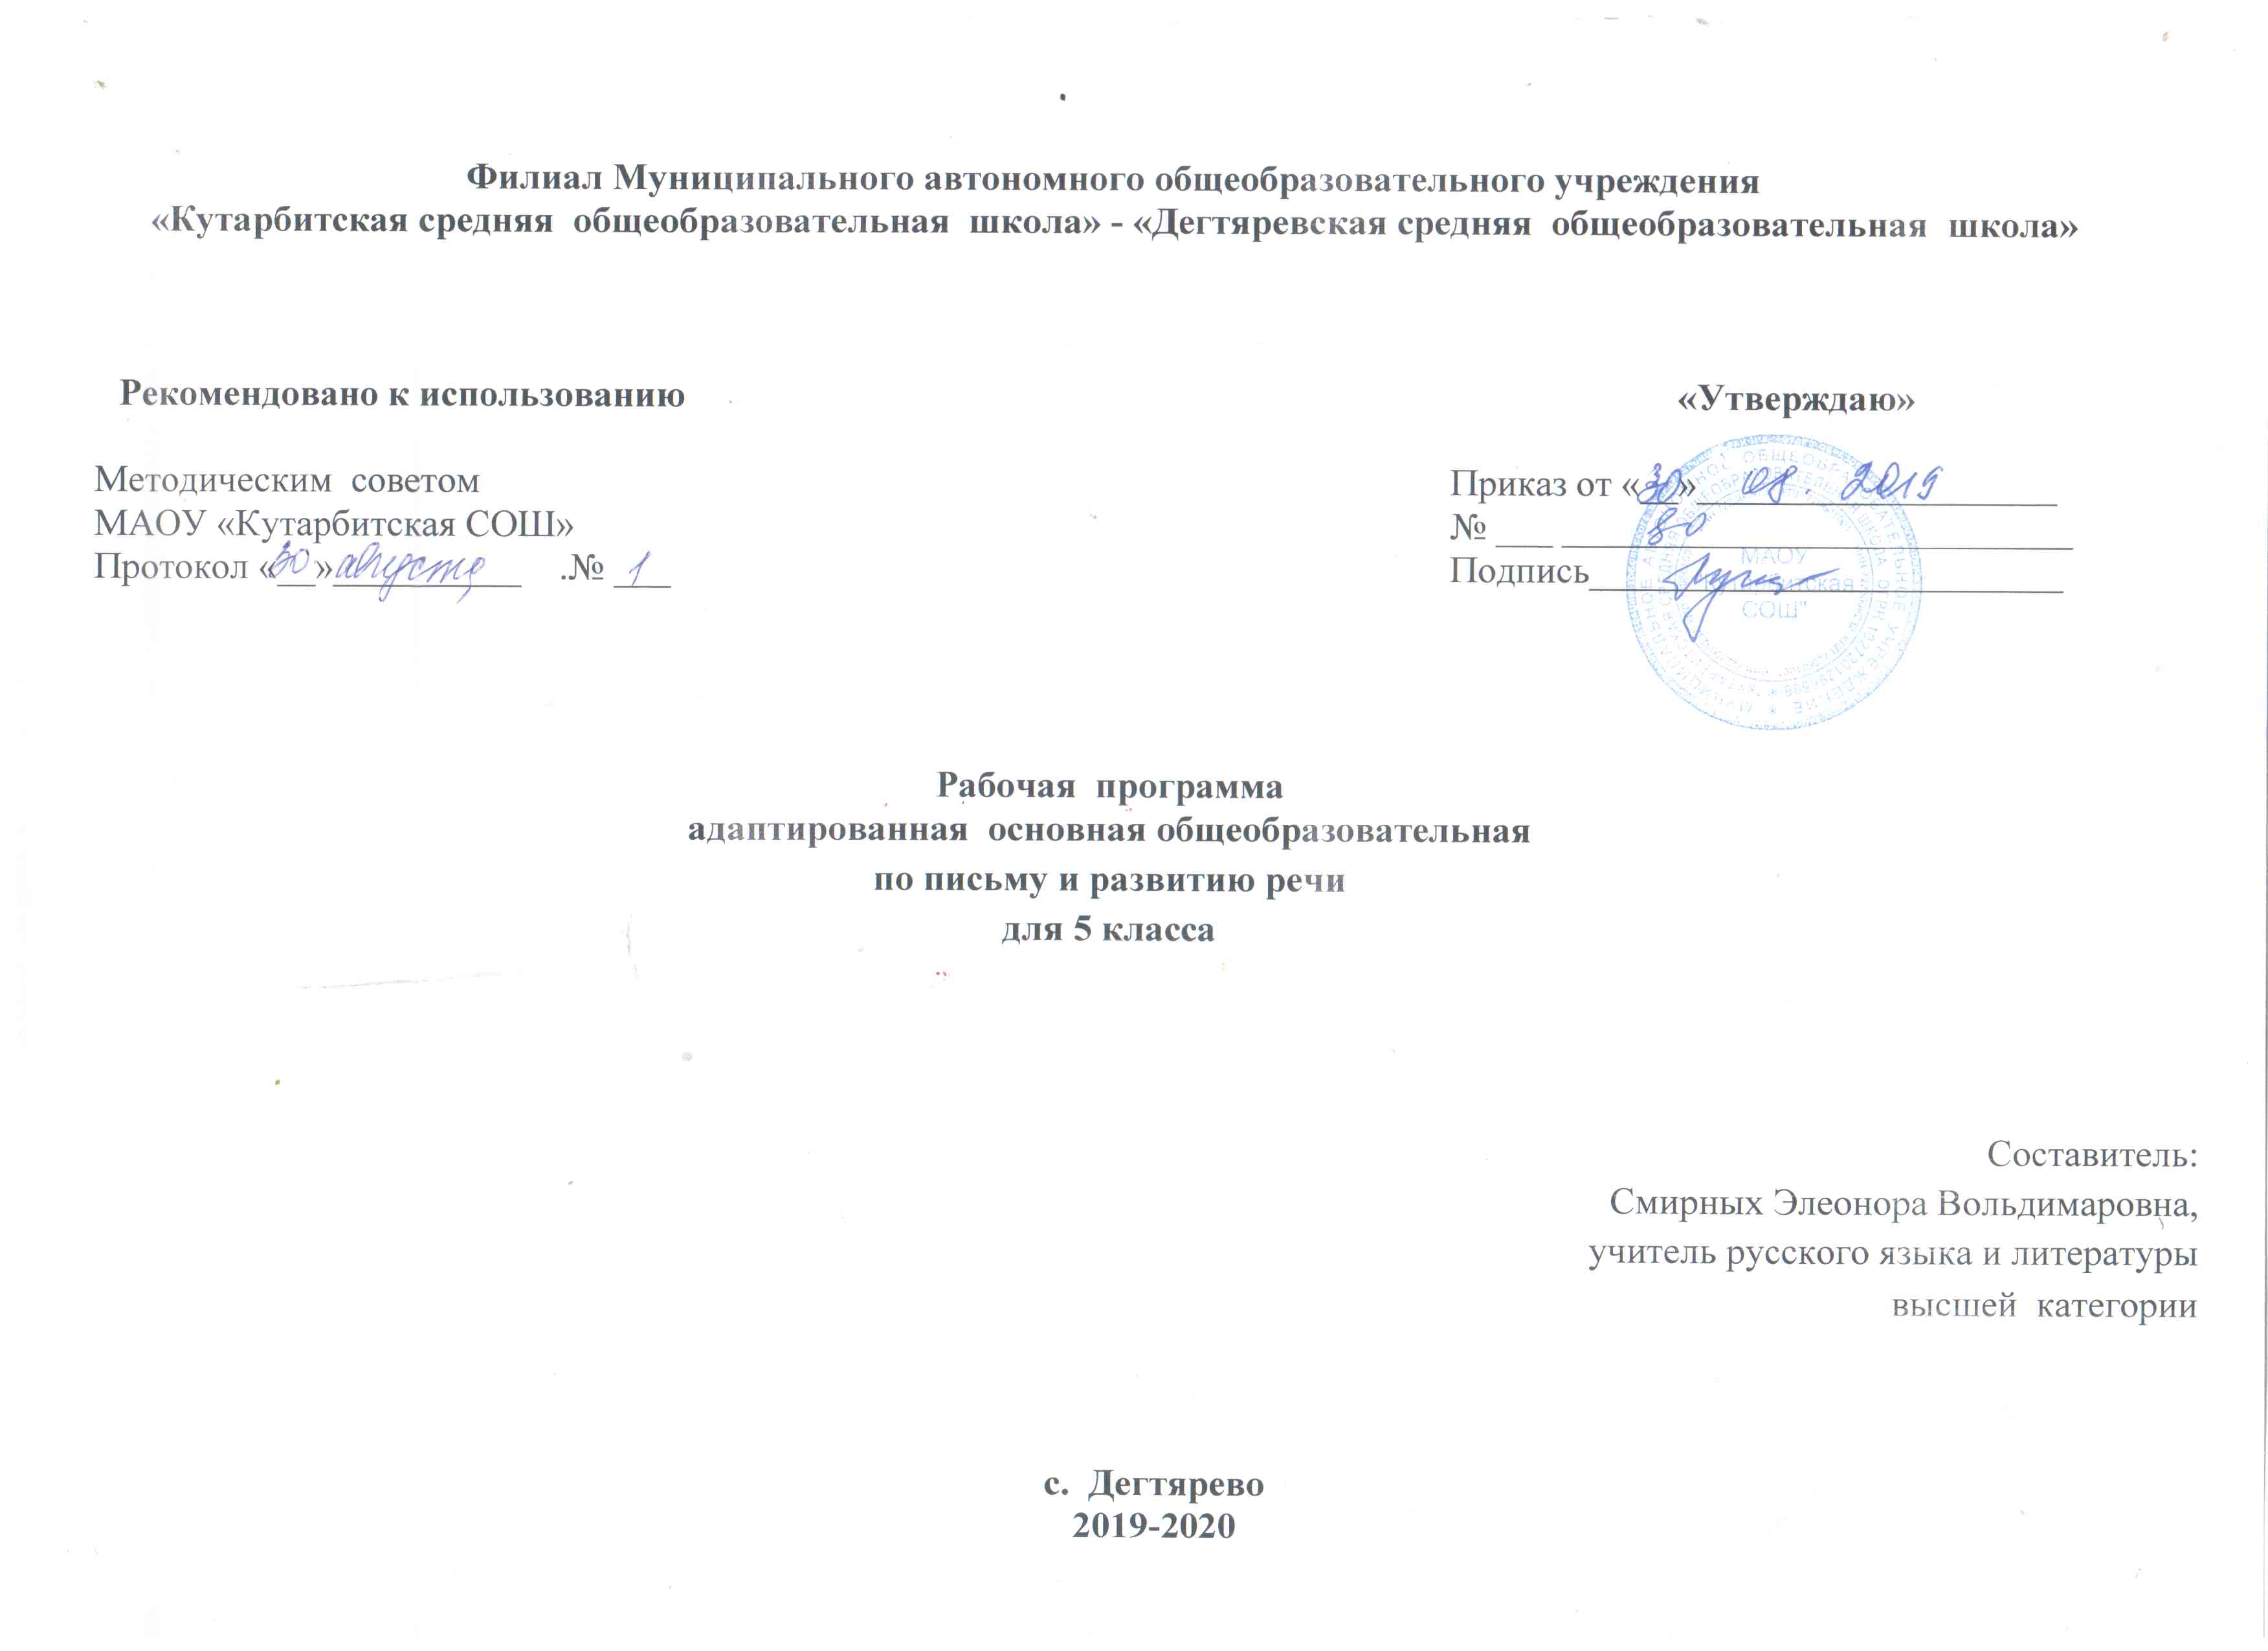 Филиал Муниципального автономного общеобразовательного учреждения
«Кутарбитская средняя общеобразовательная школа» - «Дегтяревская средняя общеобразовательная школа»
Рекомендовано к использованию
Методическим советом
МАОУ «Кутарбитская СОШ»
Протокол «30» августа .№ 1
«Утверждаю»
Приказ от «30» 08. 2019
№ 80
Подпись
МАОУ
СОШ"
Рабочая программа
адаптированная основная общеобразовательная
по письму и развитию речи
для 5 класса
Составитель:
Смирных Элеонора Вольдимаровна,
учитель русского языка и литературы
высшей категории
с. Дегтярево
2019-2020